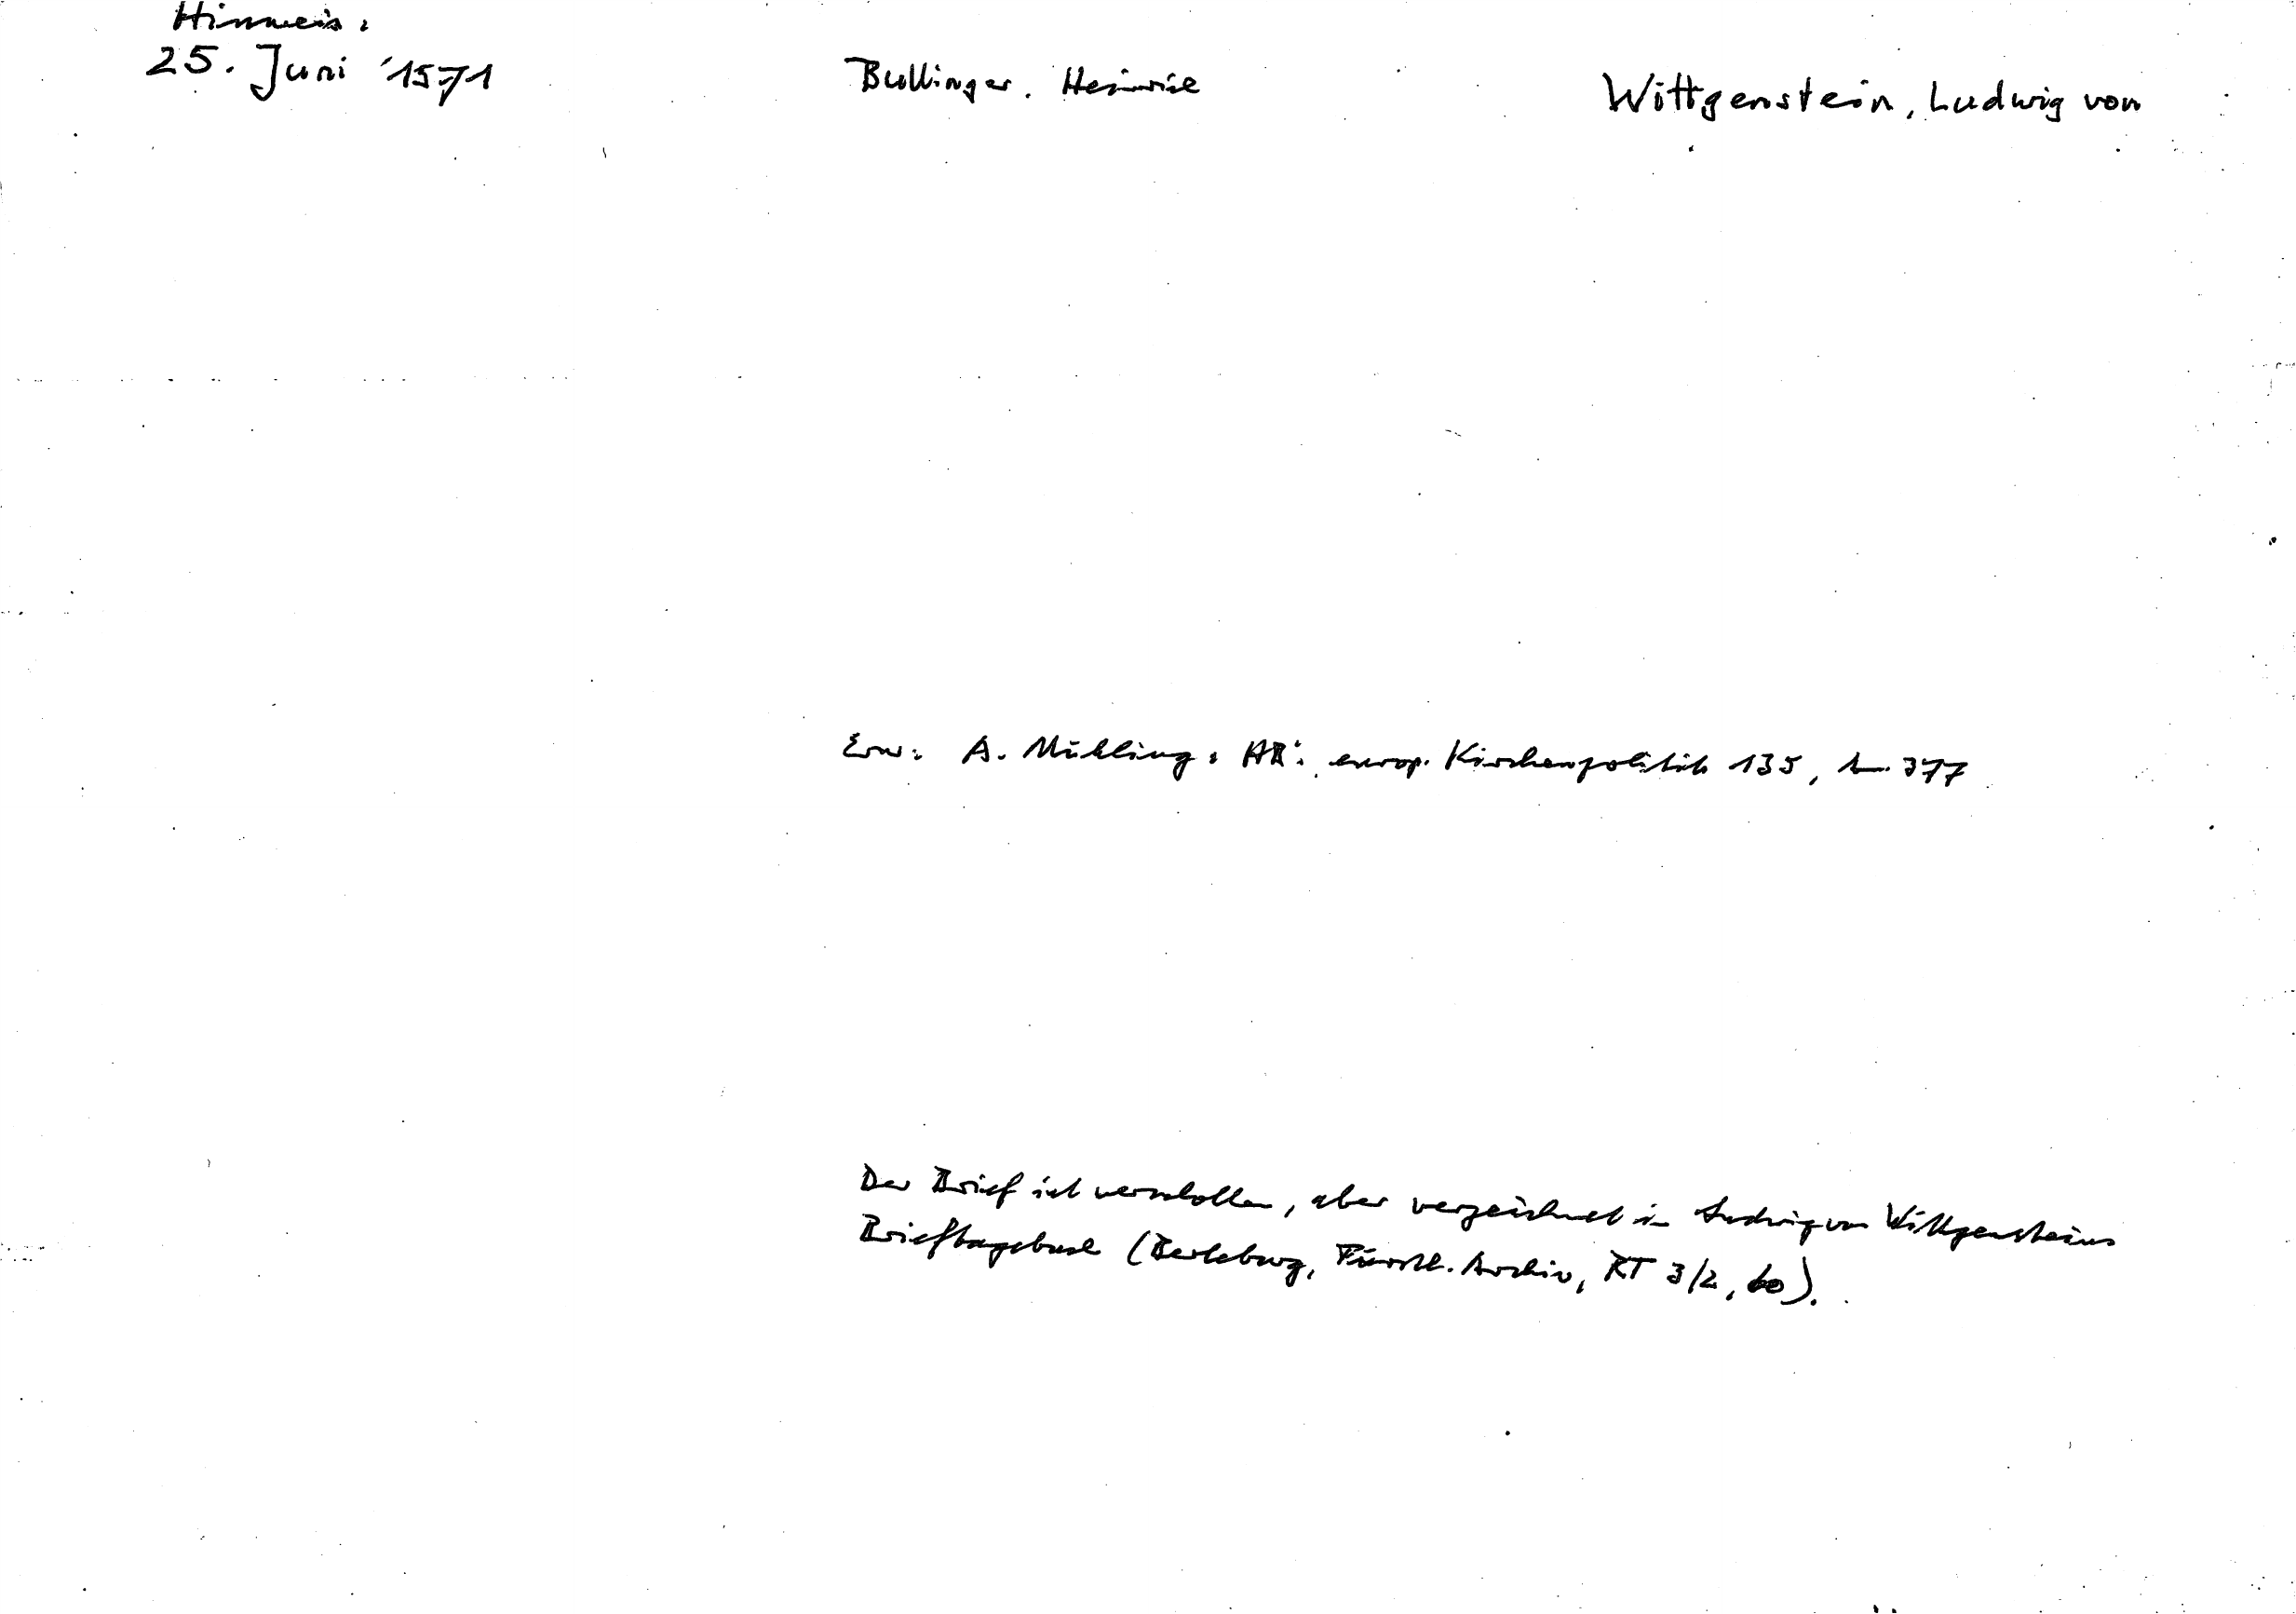 Hinweis:
25. Juni 1571
Bullinger, Heinrich
Wittgenstein, Ludwig von
Erw: A. Mühling: HB: europ. Kirchenpolitik 135, 377
Der Brief ist verschollen, aber verzeichnet in Ludwig von Wittgensteins
Brieftagebuch (Berleburg, Fürstl. Archiv, RT 3/2, 60).